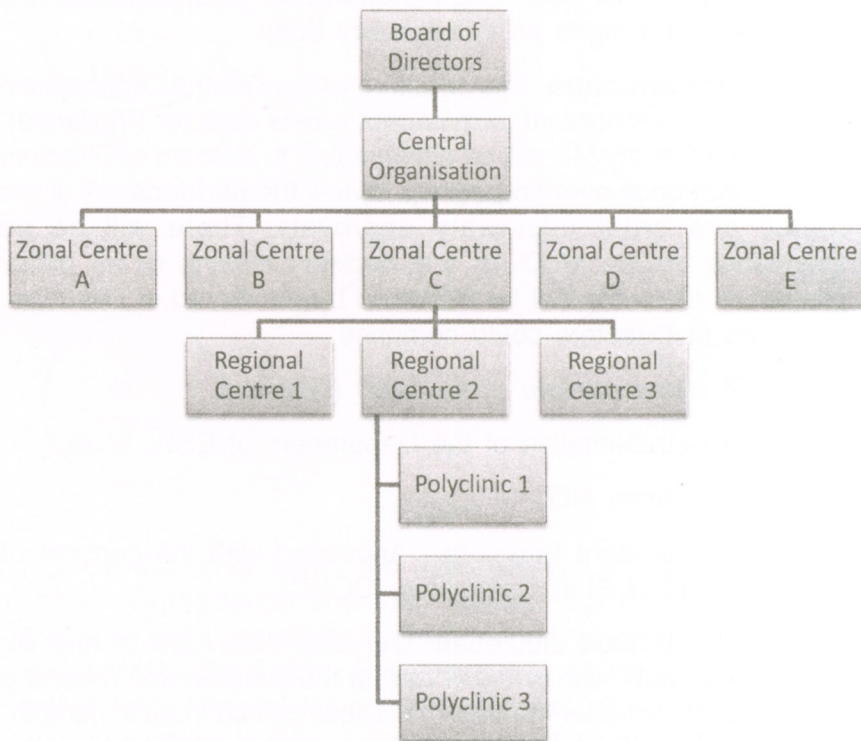 Board of
Directors
Central
Organisation
Zonal Centre
A
Zonal Centre
B
Zonal Centre
C
Zonal Centre
D
Zonal Centre
E
Regional
Centre 1
Regional
Centre 2
Regional
Centre 3
Polyclinic 1
Polyclinic 2
Polyclinic 3